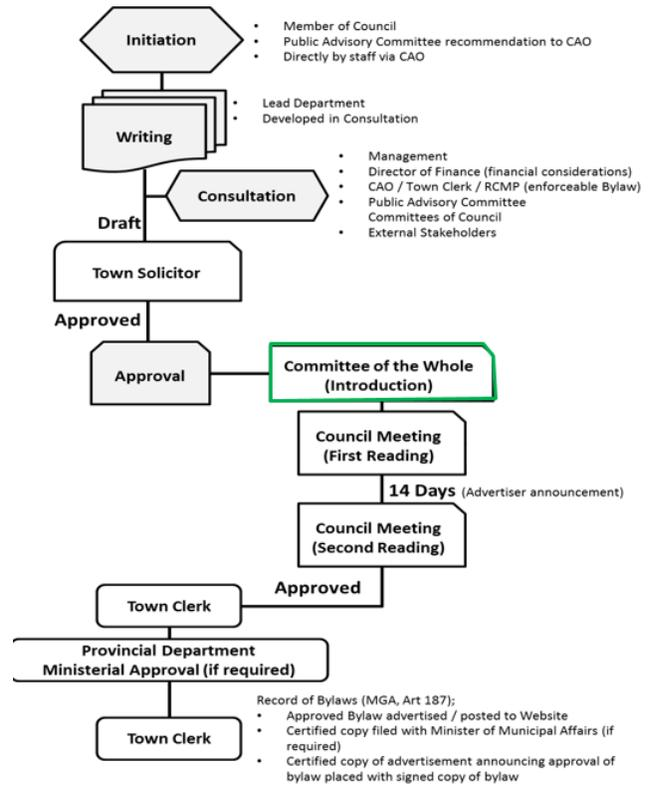 Initiation
• Member of Council
• Public Advisory Committee recommendation to CAO
• Directly by staff via CAO
Writing
• Lead Department
• Developed in Consultation
Consultation
• Management
• Director of Finance (financial considerations)
• CAO / Town Clerk / RCMP (enforceable Bylaw)
• Public Advisory Committee
Committees of Council
• External Stakeholders
Draft
Town Solicitor
Approved
Approval
Committee of the Whole
(Introduction)
Council Meeting
(First Reading)
14 Days (Advertiser announcement)
Council Meeting
(Second Reading)
Approved
Town Clerk
Provincial Department
Ministerial Approval (if required)
Town Clerk
Record of Bylaws (MGA, Art 187);
• Approved Bylaw advertised / posted to Website
• Certified copy filed with Minister of Municipal Affairs (if
required)
• Certified copy of advertisement announcing approval of
bylaw placed with signed copy of bylaw